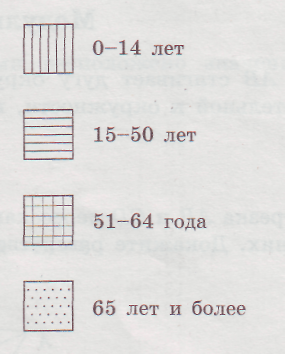 0–14 лет
15–50 лет
51–64 года
65 лет и более